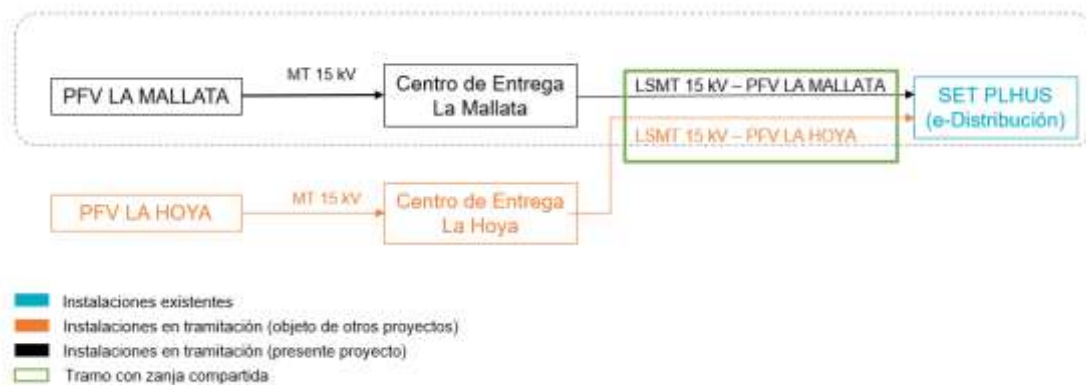 PFV LA MALLATA
MT 15 kV
Centro de Entrega
La Mallata
LSMT 15 kV – PFV LA MALLATA
SET PLHUS
(e-Distribución)
LSMT 15 kV – PFV LA HOYA
PFV LA HOYA
MT 15 kV
Centro de Entrega
La Hoya
Instalaciones existentes
Instalaciones en tramitación (objeto de otros proyectos)
Instalaciones en tramitación (presente proyecto)
Tramo con zanja compartida